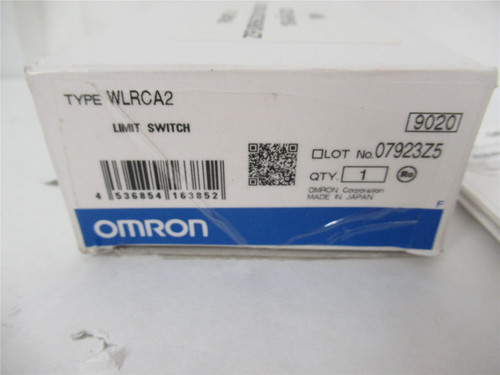 TYPE WLRCA2
LIMIT SWITCH
9020
LOT No. 07923Z5
QTY. 1
OMRON Corporation
MADE IN JAPAN
4 536854 163852
F
OMRON